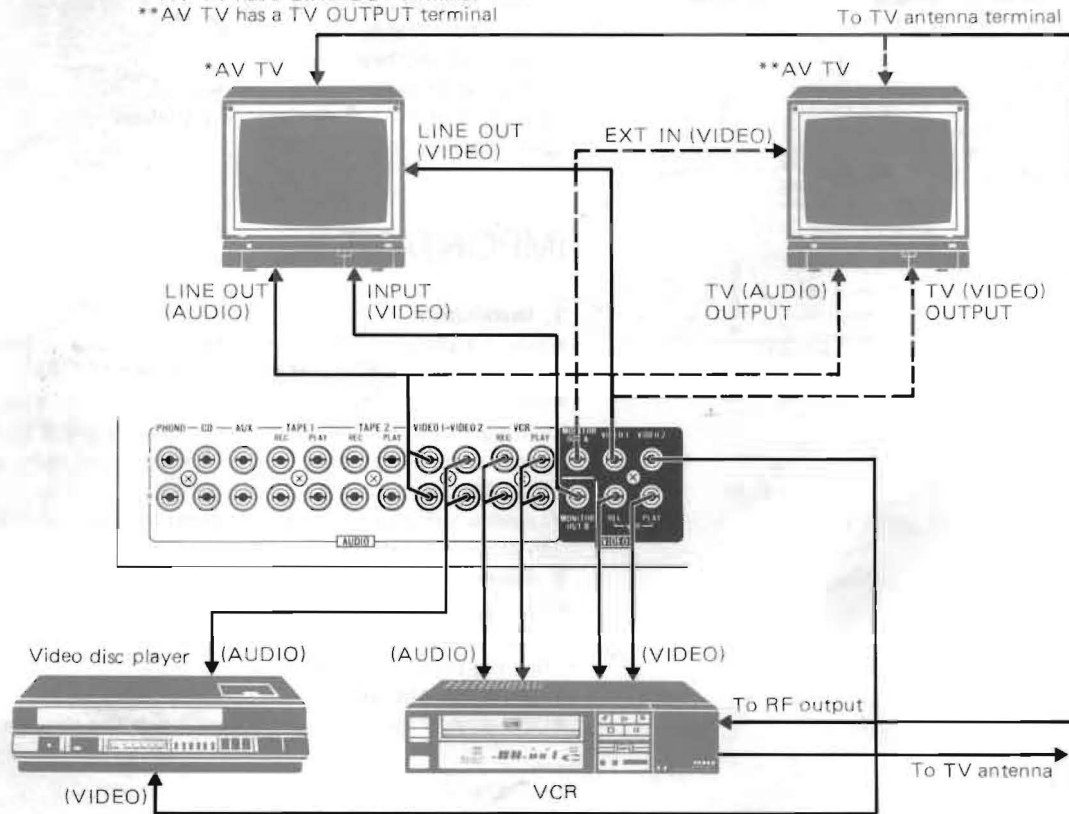 **AV TV has a TV OUTPUT terminal
To TV antenna terminal
*AV TV
**AV TV
LINE OUT
(VIDEO)
EXT IN (VIDEO)
LINE OUT
(AUDIO)
INPUT
(VIDEO)
TV (AUDIO)
OUTPUT
TV (VIDEO)
OUTPUT
PHONO CD AUX TAPE 1 TAPE 2 VIDEO 1-VIDEO 2 VCR MONITOR OUT A VIDEO 1 VIDEO 2
REC PLAY REC PLAY REC PLAY
MONITOR
OUT B
REC PLAY
AUDIO
VIDEO
Video disc player
(AUDIO)
(AUDIO)
(VIDEO)
To RF output
To TV antenna
(VIDEO)
VCR